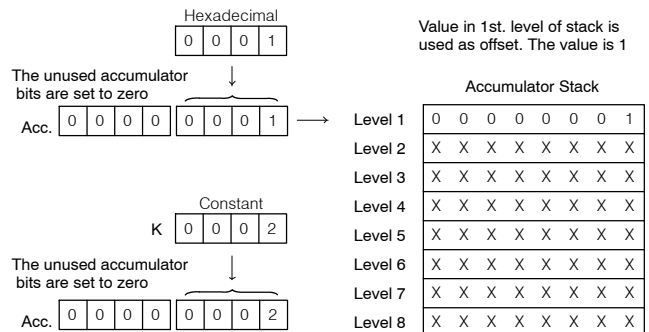 Hexadecimal
0 0 0 1
The unused accumulator
bits are set to zero
Acc. 0 0 0 0 0 0 0 1
Constant
K 0 0 0 2
The unused accumulator
bits are set to zero
Acc. 0 0 0 0 0 0 0 2
Value in 1st. level of stack is
used as offset. The value is 1
Accumulator Stack
Level 1 0 0 0 0 0 0 0 1
Level 2 X X X X X X X X
Level 3 X X X X X X X X
Level 4 X X X X X X X X
Level 5 X X X X X X X X
Level 6 X X X X X X X X
Level 7 X X X X X X X X
Level 8 X X X X X X X X